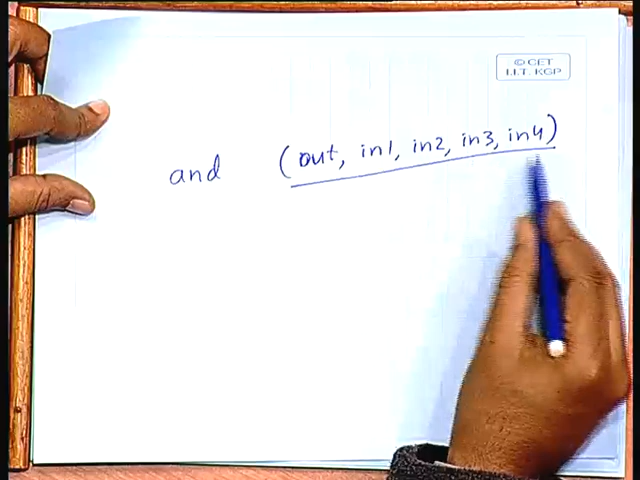 © CET
I.I.T. KGP
and (out, in1, in2, in3, in4)